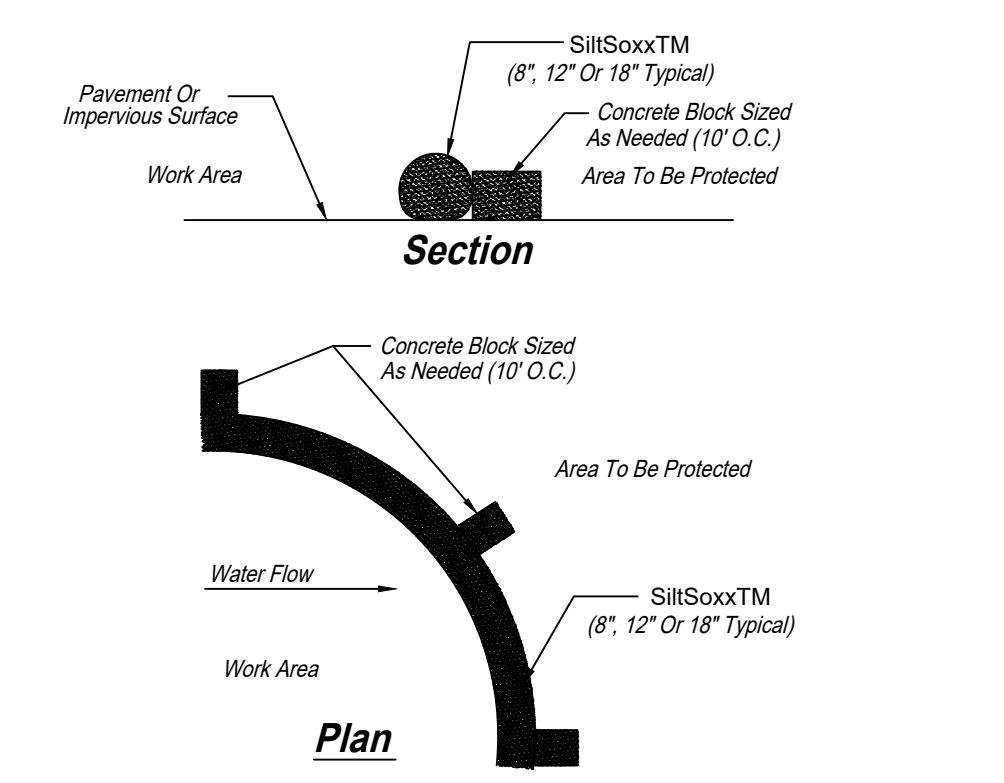 SiltSoxxTM
(8", 12" Or 18" Typical)
Pavement Or
Impervious Surface
Concrete Block Sized
As Needed (10' O.C.)
Work Area
Area To Be Protected
Section
Concrete Block Sized
As Needed (10' O.C.)
Area To Be Protected
Water Flow
SiltSoxxTM
(8", 12" Or 18" Typical)
Work Area
Plan